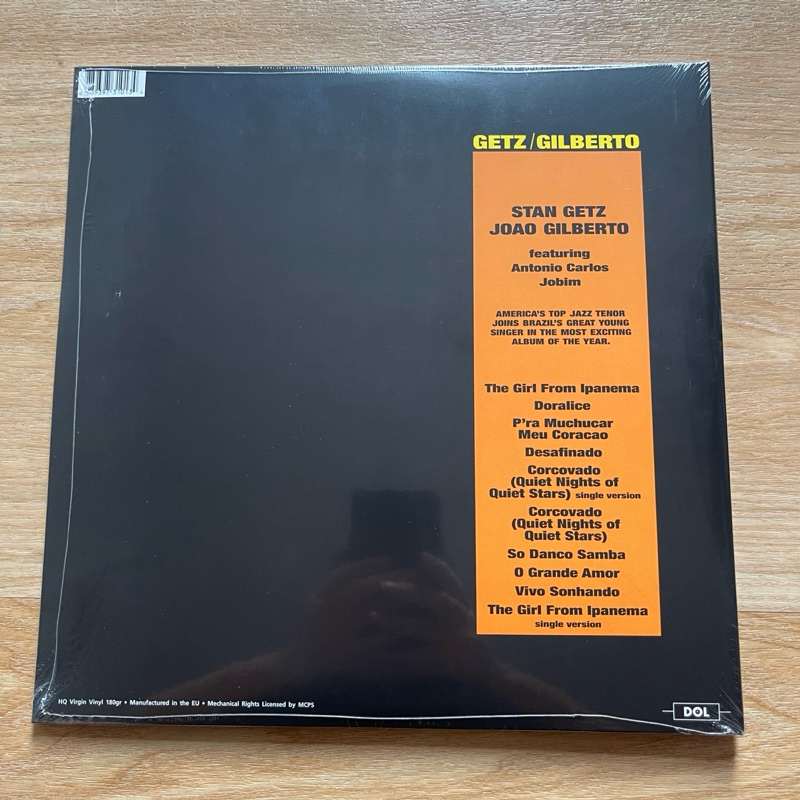 GETZ/GILBERTO
STAN GETZ
JOAO GILBERTO
featuring
Antonio Carlos
Jobim
AMERICA'S TOP JAZZ TENOR
JOINS BRAZIL'S GREAT YOUNG
SINGER IN THE MOST EXCITING
ALBUM OF THE YEAR.
The Girl From Ipanema
Doralice
P'ra Muchucar
Meu Coracao
Desafinado
Corcovado
(Quiet Nights of
Quiet Stars) single version
Corcovado
(Quiet Nights of
Quiet Stars)
So Danco Samba
O Grande Amor
Vivo Sonhando
The Girl From Ipanema
single version
HQ Virgin Vinyl 180gr • Manufactured in the EU • Mechanical Rights Licensed by MCPS
DOL